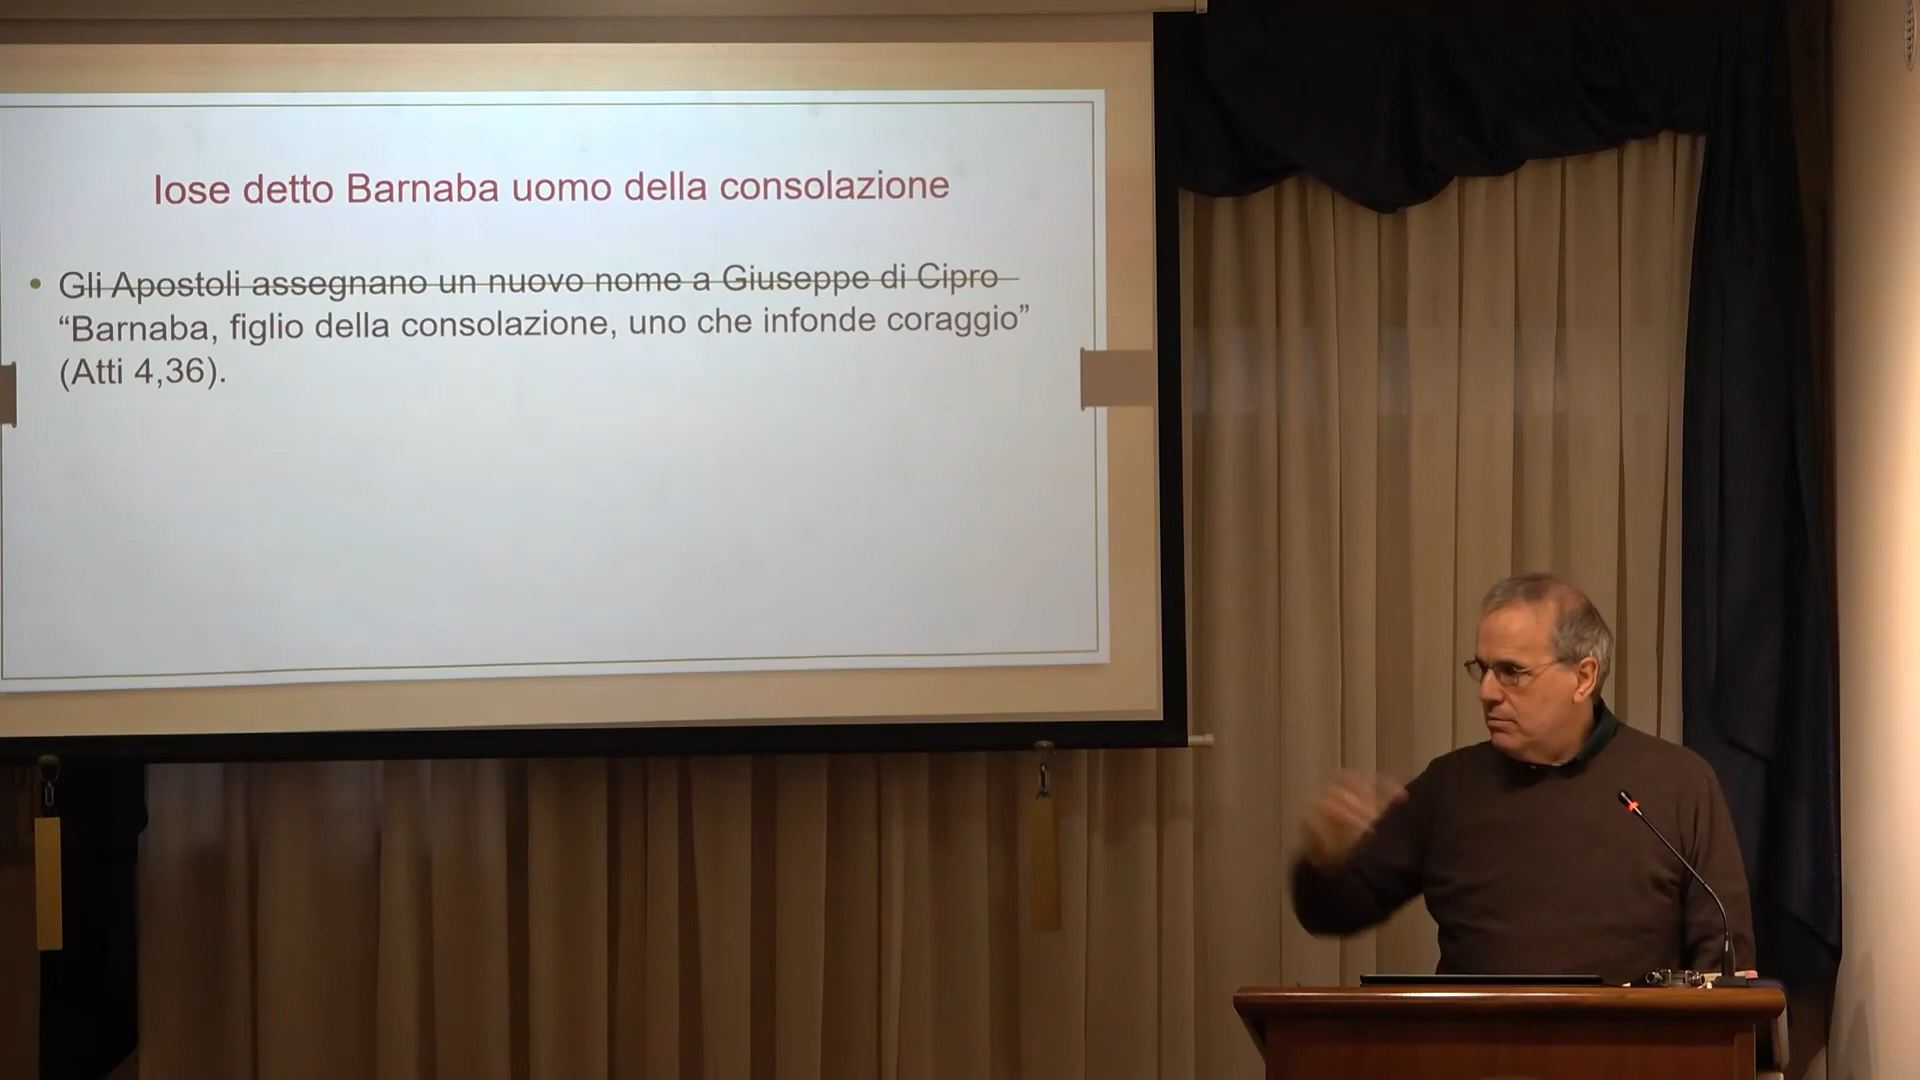 Iose detto Barnaba uomo della consolazione
• Gli Apostoli assegnano un nuovo nome a Giuseppe di Cipro
“Barnaba, figlio della consolazione, uno che infonde coraggio”
(Atti 4,36).